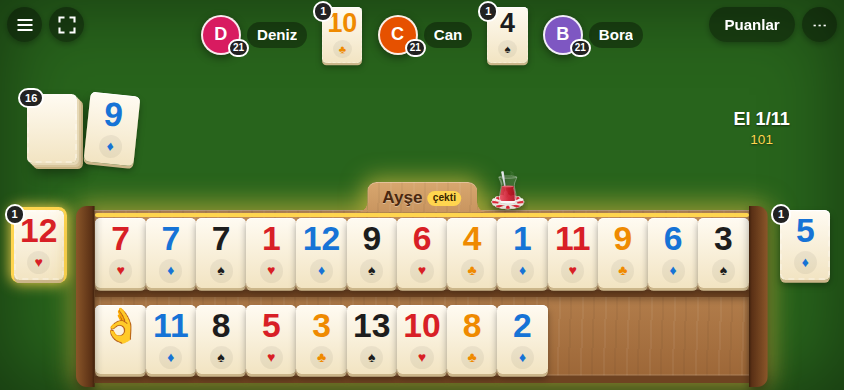 D 21 Deniz 1 10 ♣ C 21 Can 1 4 ♠ B 21 Bora Puanlar ...
16 9 ♦
El 1/11
101
Ayşe çekti
1 12 ♥
7 ♥ 7 ♦ 7 ♠ 1 ♥ 12 ♦ 9 ♠ 6 ♥ 4 ♣ 1 ♦ 11 ♥ 9 ♣ 6 ♦ 3 ♠
1 5 ♦
11 ♦ 8 ♠ 5 ♥ 3 ♣ 13 ♠ 10 ♥ 8 ♣ 2 ♦